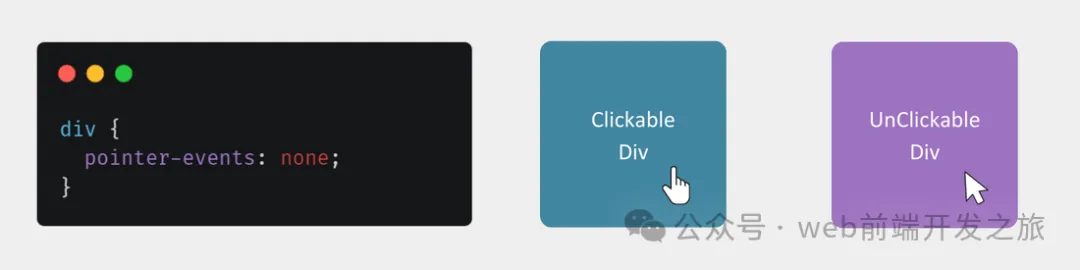 div {
  pointer-events: none;
}
Clickable
Div
UnClickable
Div
公众号 · web前端开发之旅